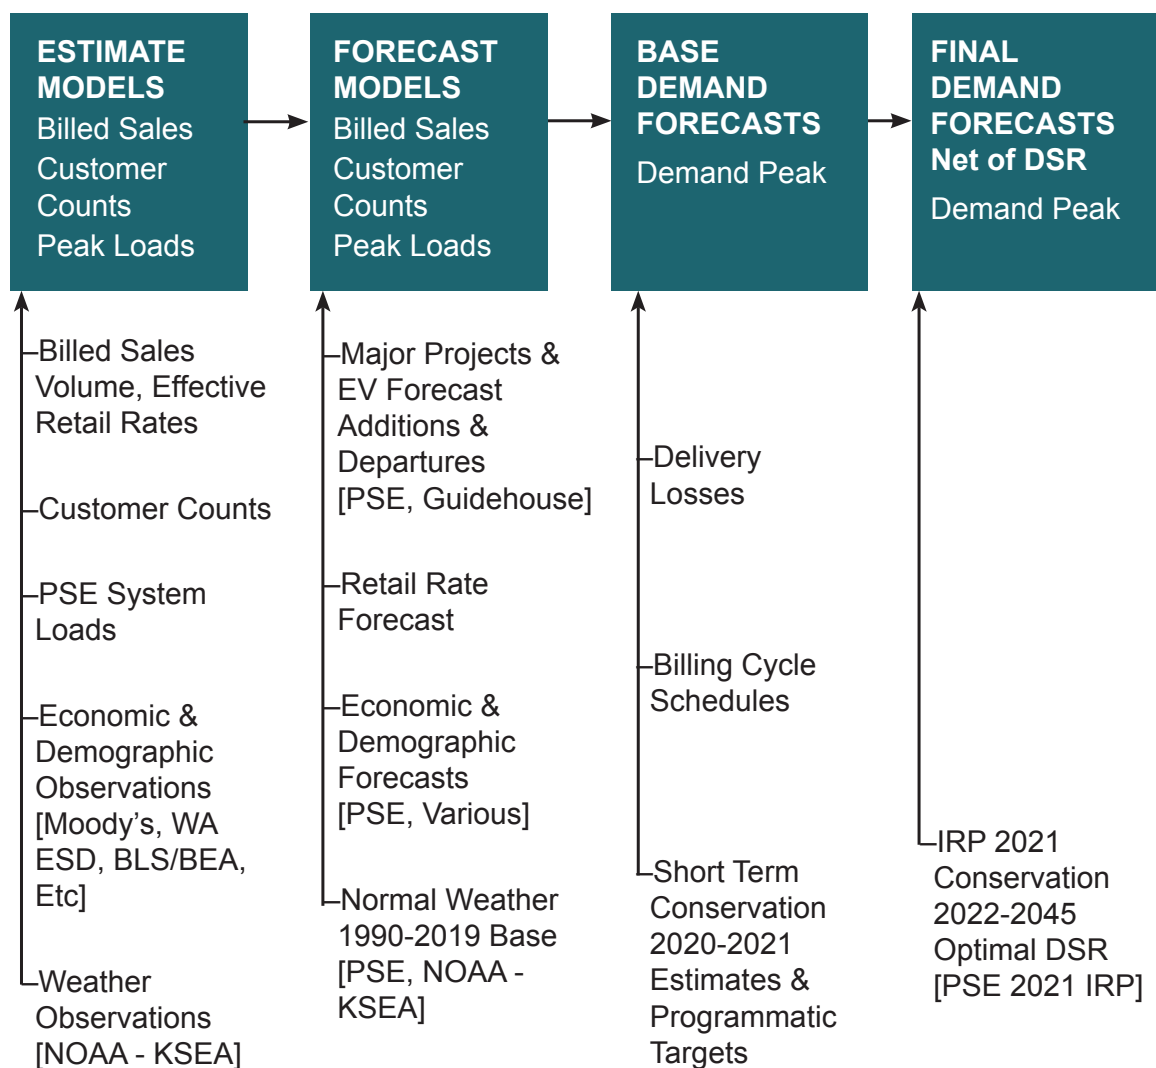 ESTIMATE
MODELS
Billed Sales
Customer
Counts
Peak Loads
FORECAST
MODELS
Billed Sales
Customer
Counts
Peak Loads
BASE
DEMAND
FORECASTS
Demand Peak
FINAL
DEMAND
FORECASTS
Net of DSR
Demand Peak
Billed Sales
Volume, Effective
Retail Rates
Customer Counts
PSE System
Loads
Economic &
Demographic
Observations
[Moody's, WA
ESD, BLS/BEA,
Etc]
Weather
Observations
[NOAA - KSEA]
Major Projects &
EV Forecast
Additions &
Departures
[PSE, Guidehouse]
Retail Rate
Forecast
Economic &
Demographic
Forecasts
[PSE, Various]
Normal Weather
1990-2019 Base
[PSE, NOAA -
KSEA]
Delivery
Losses
Billing Cycle
Schedules
Short Term
Conservation
2020-2021
Estimates &
Programmatic
Targets
IRP 2021
Conservation
2022-2045
Optimal DSR
[PSE 2021 IRP]